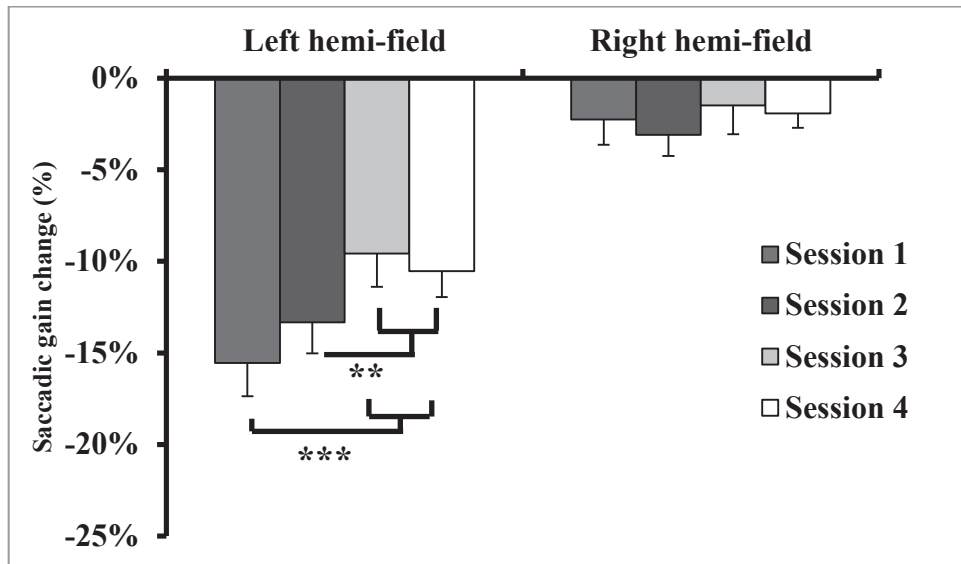 Left hemi-field Right hemi-field
0%
-5%
-10%
-15%
-20%
-25%
Saccadic gain change (%)
**
***
Session 1
Session 2
Session 3
Session 4